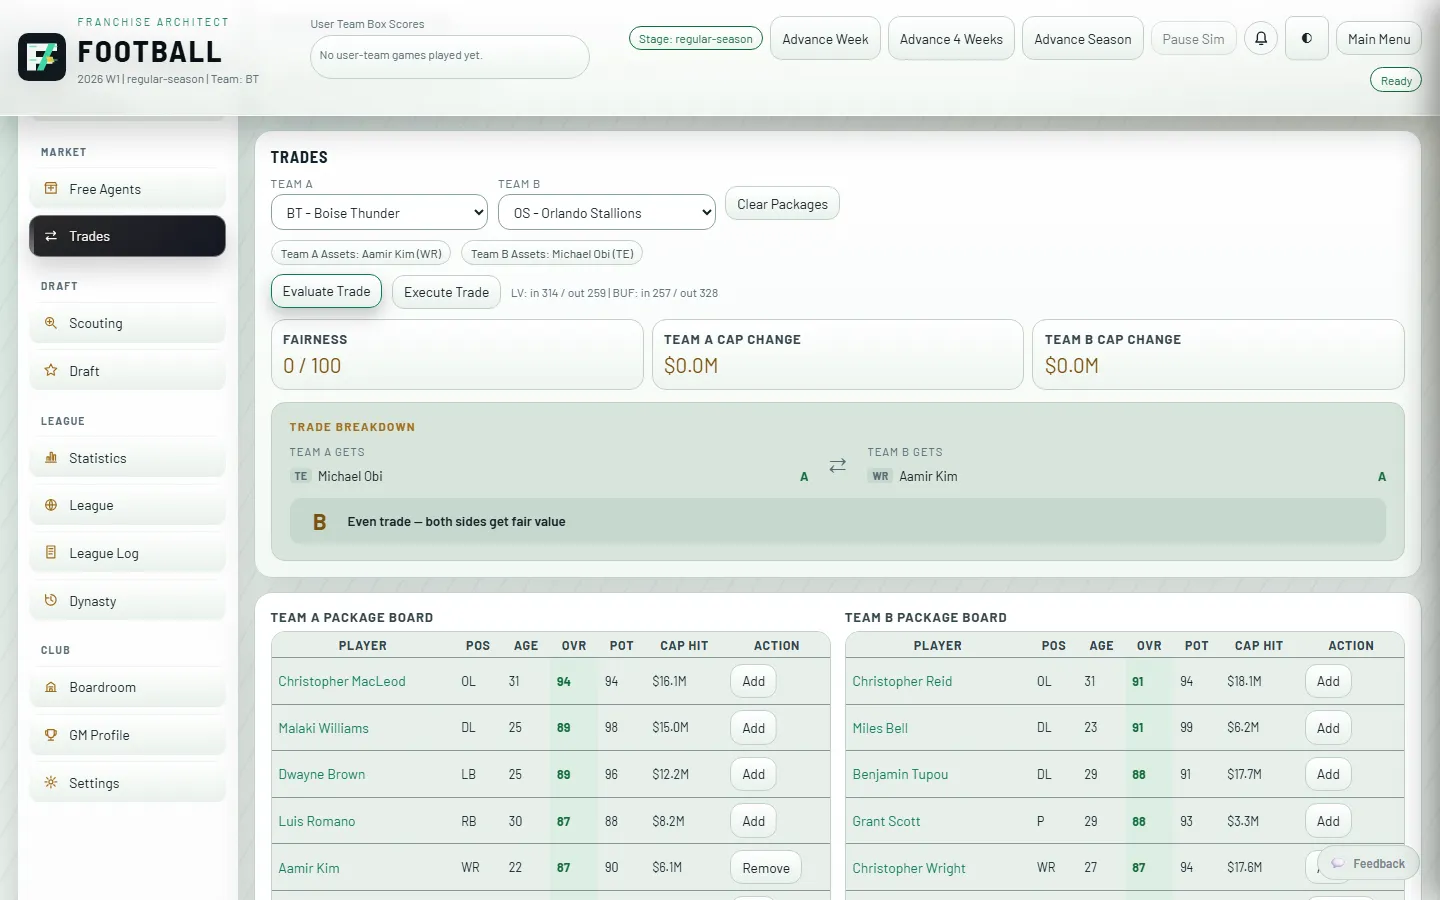 FRANCHISE ARCHITECT
FOOTBALL
2026 W1 | regular-season | Team: BT
User Team Box Scores
No user-team games played yet.
Stage: regular-season
Advance Week
Advance 4 Weeks
Advance Season
Pause Sim
Main Menu
Ready
MARKET
Free Agents
Trades
DRAFT
Scouting
Draft
LEAGUE
Statistics
League
League Log
Dynasty
CLUB
Boardroom
GM Profile
Settings
TRADES
TEAM A
TEAM B
BT - Boise Thunder
OS - Orlando Stallions
Clear Packages
Team A Assets: Aamir Kim (WR)
Team B Assets: Michael Obi (TE)
Evaluate Trade
Execute Trade
LV: in 314 / out 259 | BUF: in 257 / out 328
FAIRNESS
0 / 100
TEAM A CAP CHANGE
$0.0M
TEAM B CAP CHANGE
$0.0M
TRADE BREAKDOWN
TEAM A GETS
TE Michael Obi A
TEAM B GETS
WR Aamir Kim A
B Even trade — both sides get fair value
TEAM A PACKAGE BOARD
PLAYER POS AGE OVR POT CAP HIT ACTION
Christopher MacLeod OL 31 94 94 $16.1M Add
Malaki Williams DL 25 89 98 $15.0M Add
Dwayne Brown LB 25 89 96 $12.2M Add
Luis Romano RB 30 87 88 $8.2M Add
Aamir Kim WR 22 87 90 $6.1M Remove
TEAM B PACKAGE BOARD
PLAYER POS AGE OVR POT CAP HIT ACTION
Christopher Reid OL 31 91 94 $18.1M Add
Miles Bell DL 23 91 99 $6.2M Add
Benjamin Tupou DL 29 88 91 $17.7M Add
Grant Scott P 29 88 93 $3.3M Add
Christopher Wright WR 27 87 94 $17.6M
Feedback